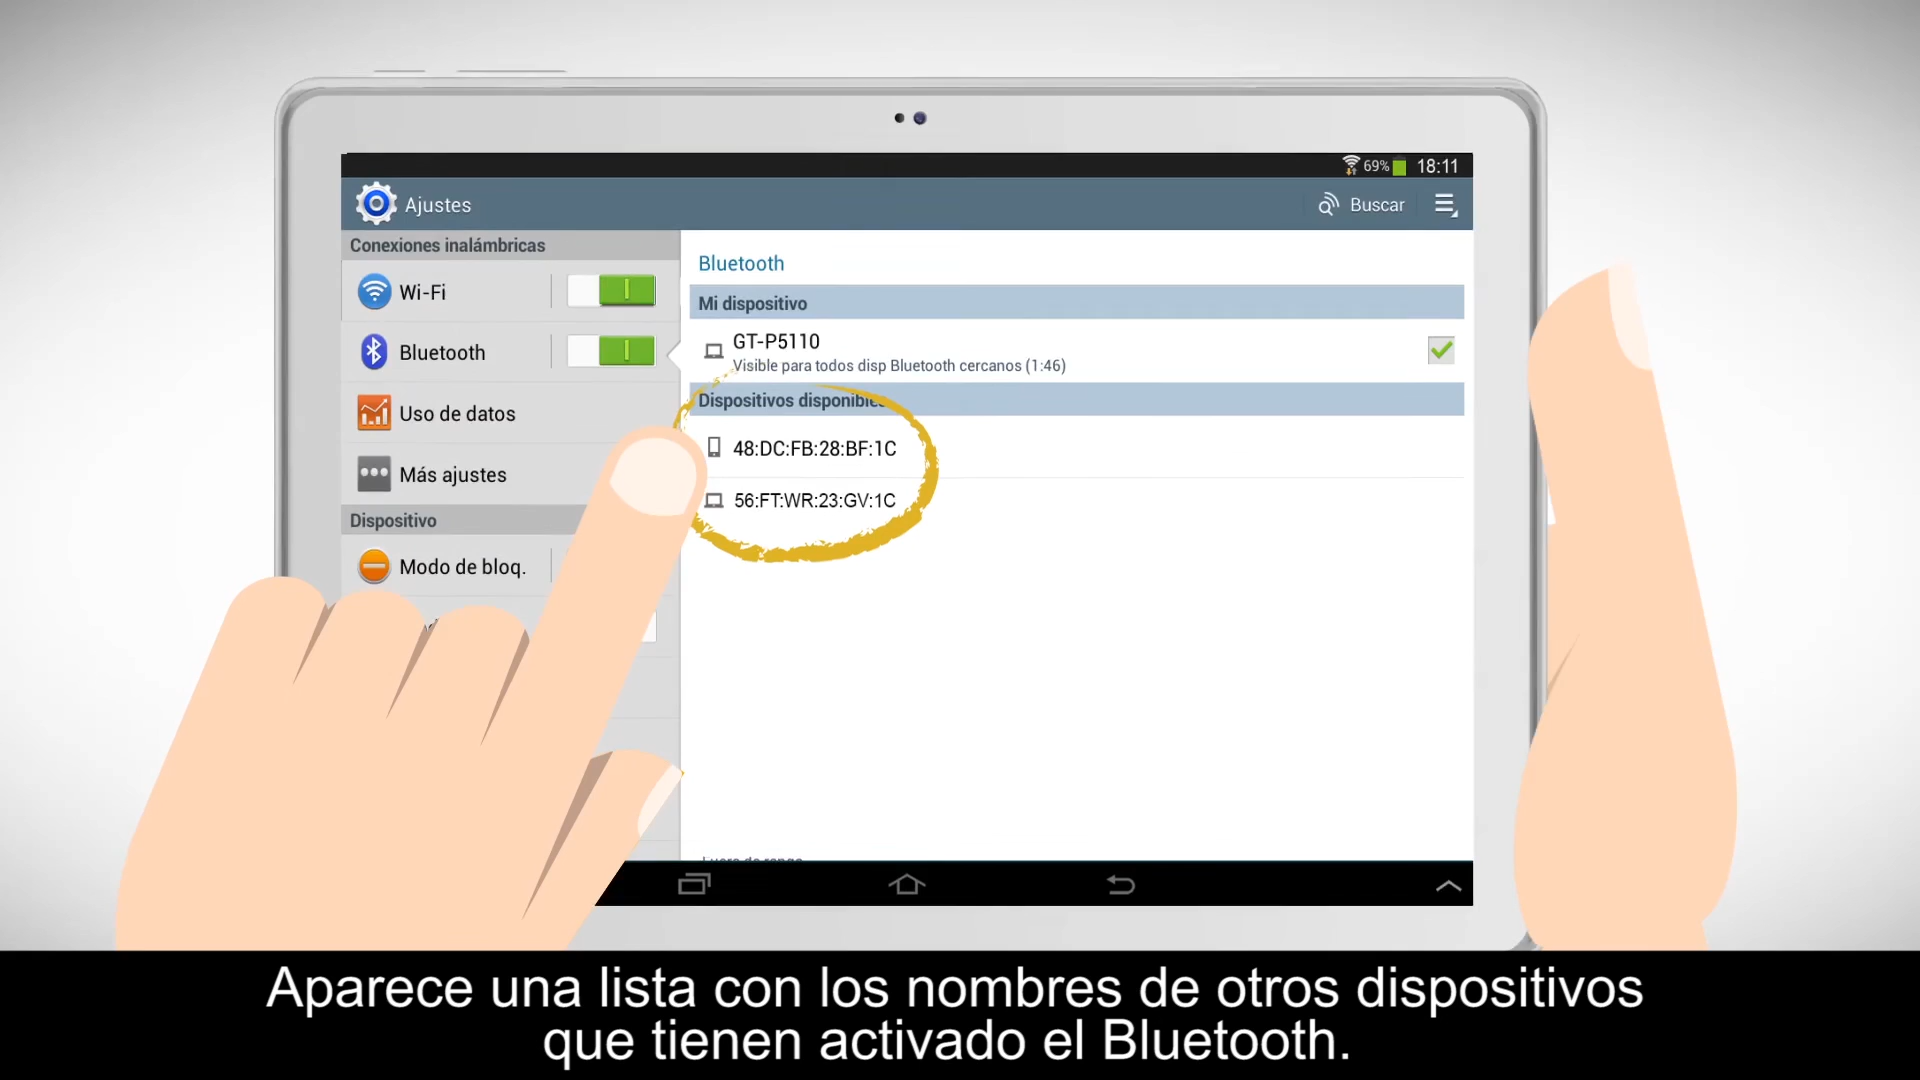 69% 18:11
Ajustes
Buscar
Conexiones inalámbricas
Wi-Fi
Bluetooth
Uso de datos
Más ajustes
Dispositivo
Modo de bloq.
Bluetooth
Mi dispositivo
GT-P5110
Visible para todos disp Bluetooth cercanos (1:46)
Dispositivos disponibles
48:DC:FB:28:BF:1C
56:FT:WR:23:GV:1C
Aparece una lista con los nombres de otros dispositivos
que tienen activado el Bluetooth.